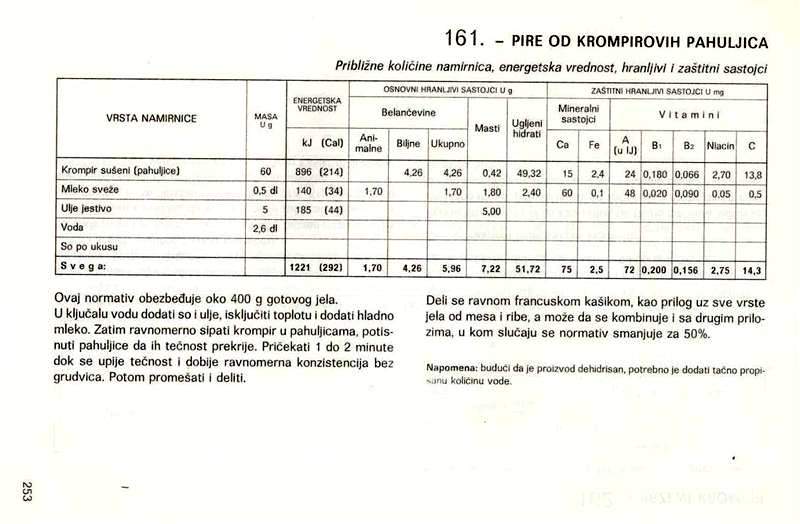 161. – PIRE OD KROMPIROVIH PAHULJICA
Približne količine namirnica, energetska vrednost, hranljivi i zaštitni sastojci
VRSTA NAMIRNICE MASA U g ENERGETSKA VREDNOST kJ (Cal) OSNOVNI HRANLJIVI SASTOJCI U g Belančevine Ani-malne Biljne Ukupno Masti Ugljeni hidrati ZAŠTITNI HRANLJIVI SASTOJCI U mg Mineralni sastojci Ca Fe Vitamini A (u IJ) B1 B2 Niacin C
Krompir sušeni (pahuljice) 60 896 (214) 4,26 4,26 0,42 49,32 15 2,4 24 0,180 0,066 2,70 13,8
Mleko sveže 0,5 dl 140 (34) 1,70 1,70 1,80 2,40 60 0,1 48 0,020 0,090 0,05 0,5
Ulje jestivo 5 185 (44) 5,00
Voda 2,6 dl
So po ukusu
Svega: 1221 (292) 1,70 4,26 5,96 7,22 51,72 75 2,5 72 0,200 0,156 2,75 14,3
Ovaj normativ obezbeđuje oko 400 g gotovog jela.
U ključalu vodu dodati so i ulje, isključiti toplotu i dodati hladno
mleko. Zatim ravnomerno sipati krompir u pahuljicama, potis-
nuti pahuljice da ih tečnost prekrije. Pričekati 1 do 2 minute
dok se upije tečnost i dobije ravnomerna konzistencija bez
grudvica. Potom promešati i deliti.
Deli se ravnom francuskom kašikom, kao prilog uz sve vrste
jela od mesa i ribe, a može da se kombinuje i sa drugim prilo-
zima, u kom slučaju se normativ smanjuje za 50%.
Napomena: budući da je proizvod dehidrisan, potrebno je dodati tačno propi-
sanu količinu vode.
253